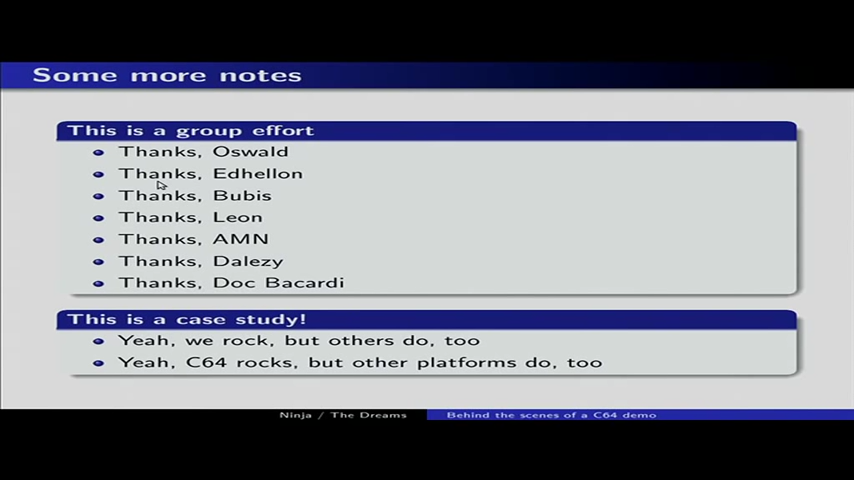 Some more notes
This is a group effort
Thanks, Oswald
Thanks, Edhellon
Thanks, Bubis
Thanks, Leon
Thanks, AMN
Thanks, Dalezy
Thanks, Doc Bacardi
This is a case study!
Yeah, we rock, but others do, too
Yeah, C64 rocks, but other platforms do, too
Ninja / The Dreams
Behind the scenes of a C64 demo